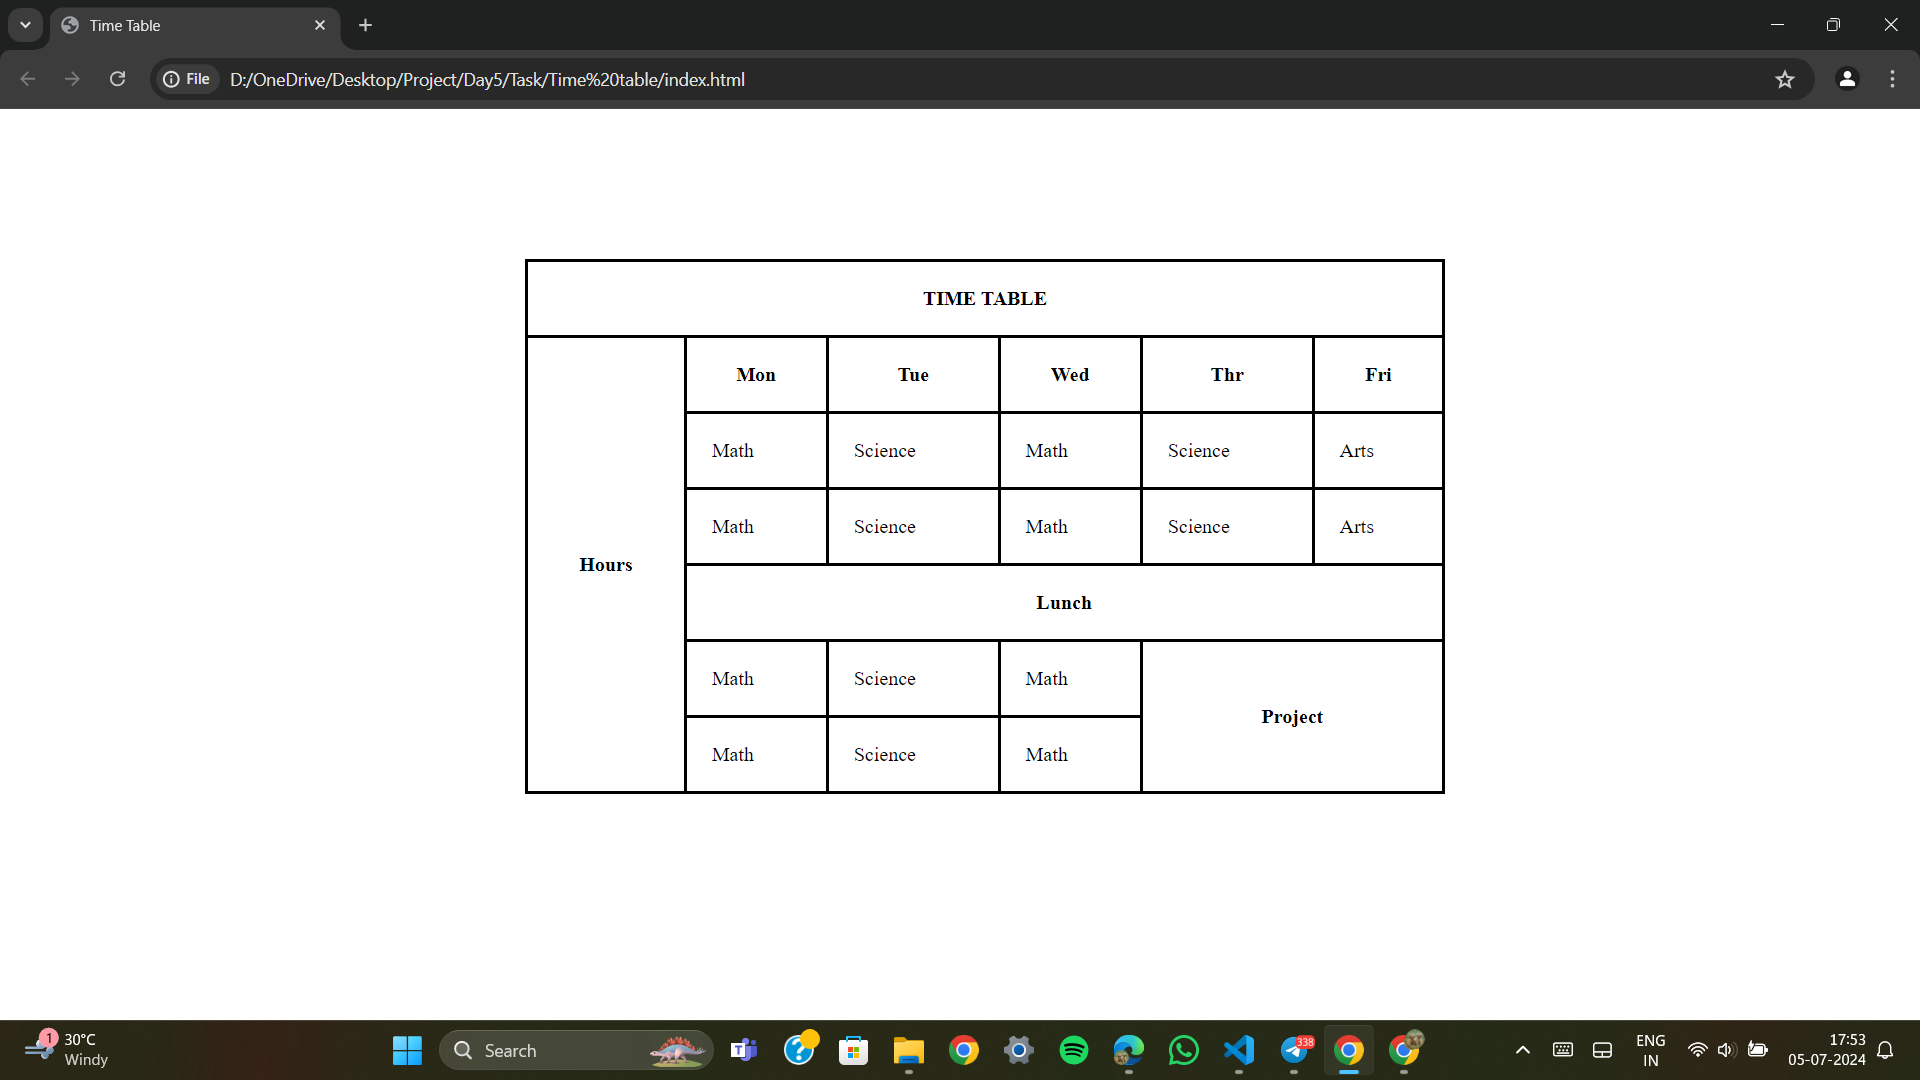 Time Table
File D:/OneDrive/Desktop/Project/Day5/Task/Time%20table/index.html
TIME TABLE
Mon Tue Wed Thr Fri
Math Science Math Science Arts
Math Science Math Science Arts
Hours
Lunch
Math Science Math
Project
Math Science Math
1
30°C
Windy
Search
338
ENG
IN
17:53
05-07-2024